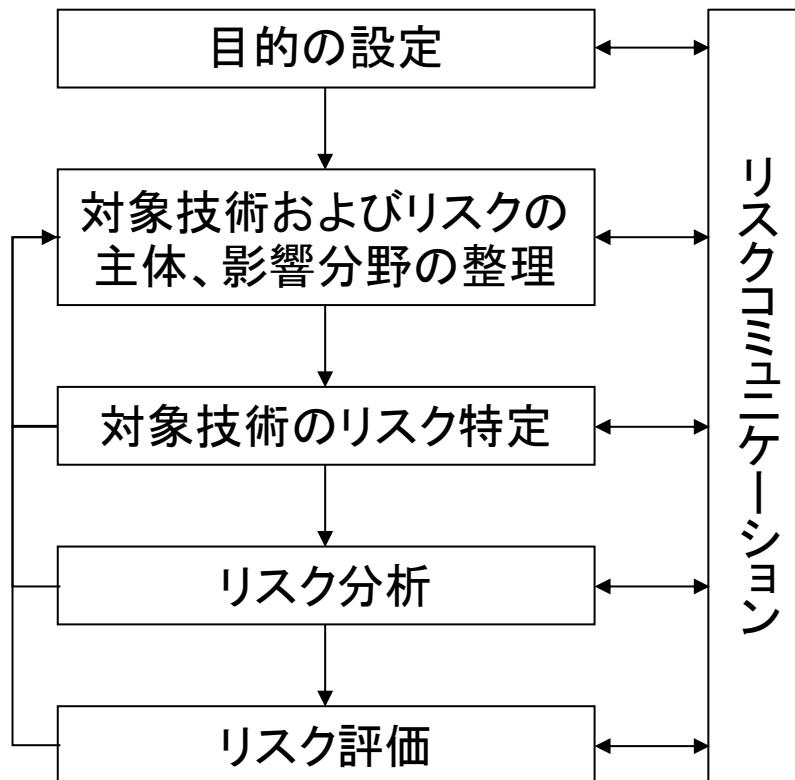 目的の設定
対象技術およびリスクの
主体、影響分野の整理
対象技術のリスク特定
リスク分析
リスク評価
リスクコミュニケーション